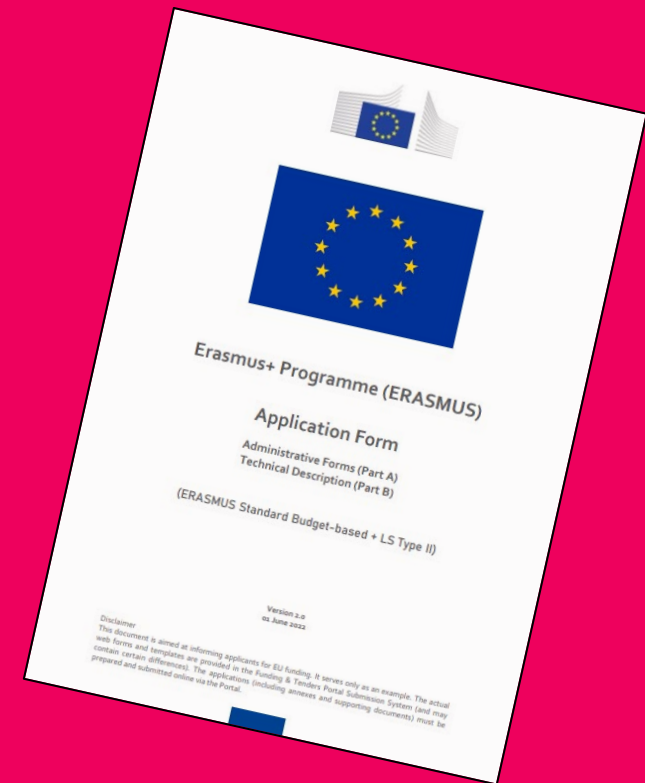 Erasmus+ Programme (ERASMUS)
Application Form
Administrative Forms (Part A)
Technical Description (Part B)
(ERASMUS Standard Budget-based + LS Type II)
Version 2.0
01 June 2022
Disclaimer
This document is aimed at informing applicants for EU funding. It serves only as an example. The actual
web forms and templates are provided in the Funding & Tenders Portal Submission System (and may
contain certain differences). The applications (including annexes and supporting documents) must be
prepared and submitted online via the Portal.